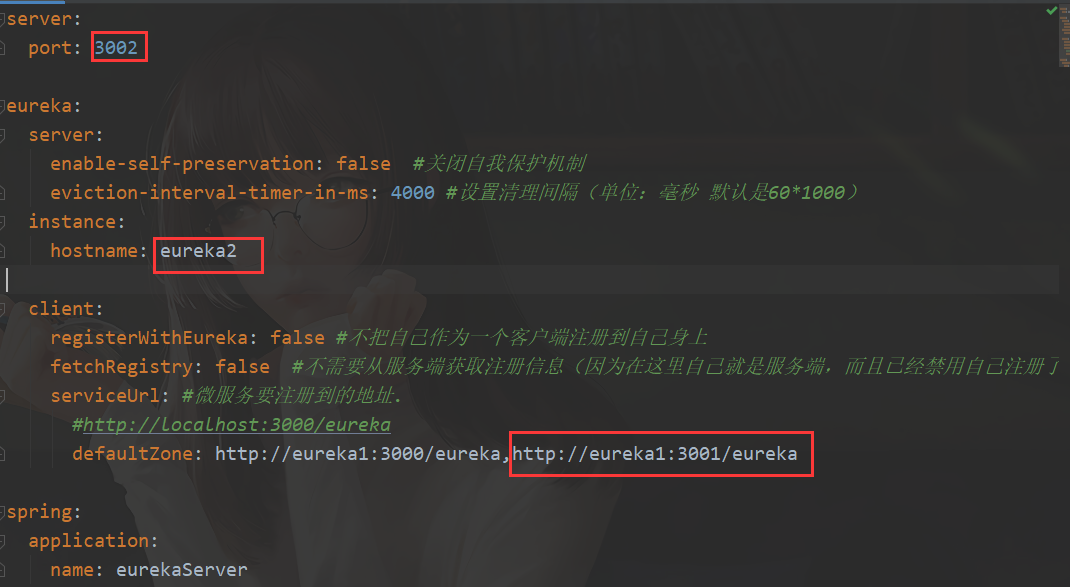 server:
port: 3002
eureka:
server:
enable-self-preservation: false #关闭自我保护机制
eviction-interval-timer-in-ms: 4000 #设置清理间隔（单位：毫秒 默认是60*1000）
instance:
hostname: eureka2
client:
registerWithEureka: false #不把自己作为一个客户端注册到自己身上
fetchRegistry: false #不需要从服务端获取注册信息（因为在这里自己就是服务端，而且已经禁用自己注册了
serviceUrl: #微服务要注册到的地址.
#http://localhost:3000/eureka
defaultZone: http://eureka1:3000/eureka,http://eureka1:3001/eureka
spring:
application:
name: eurekaServer